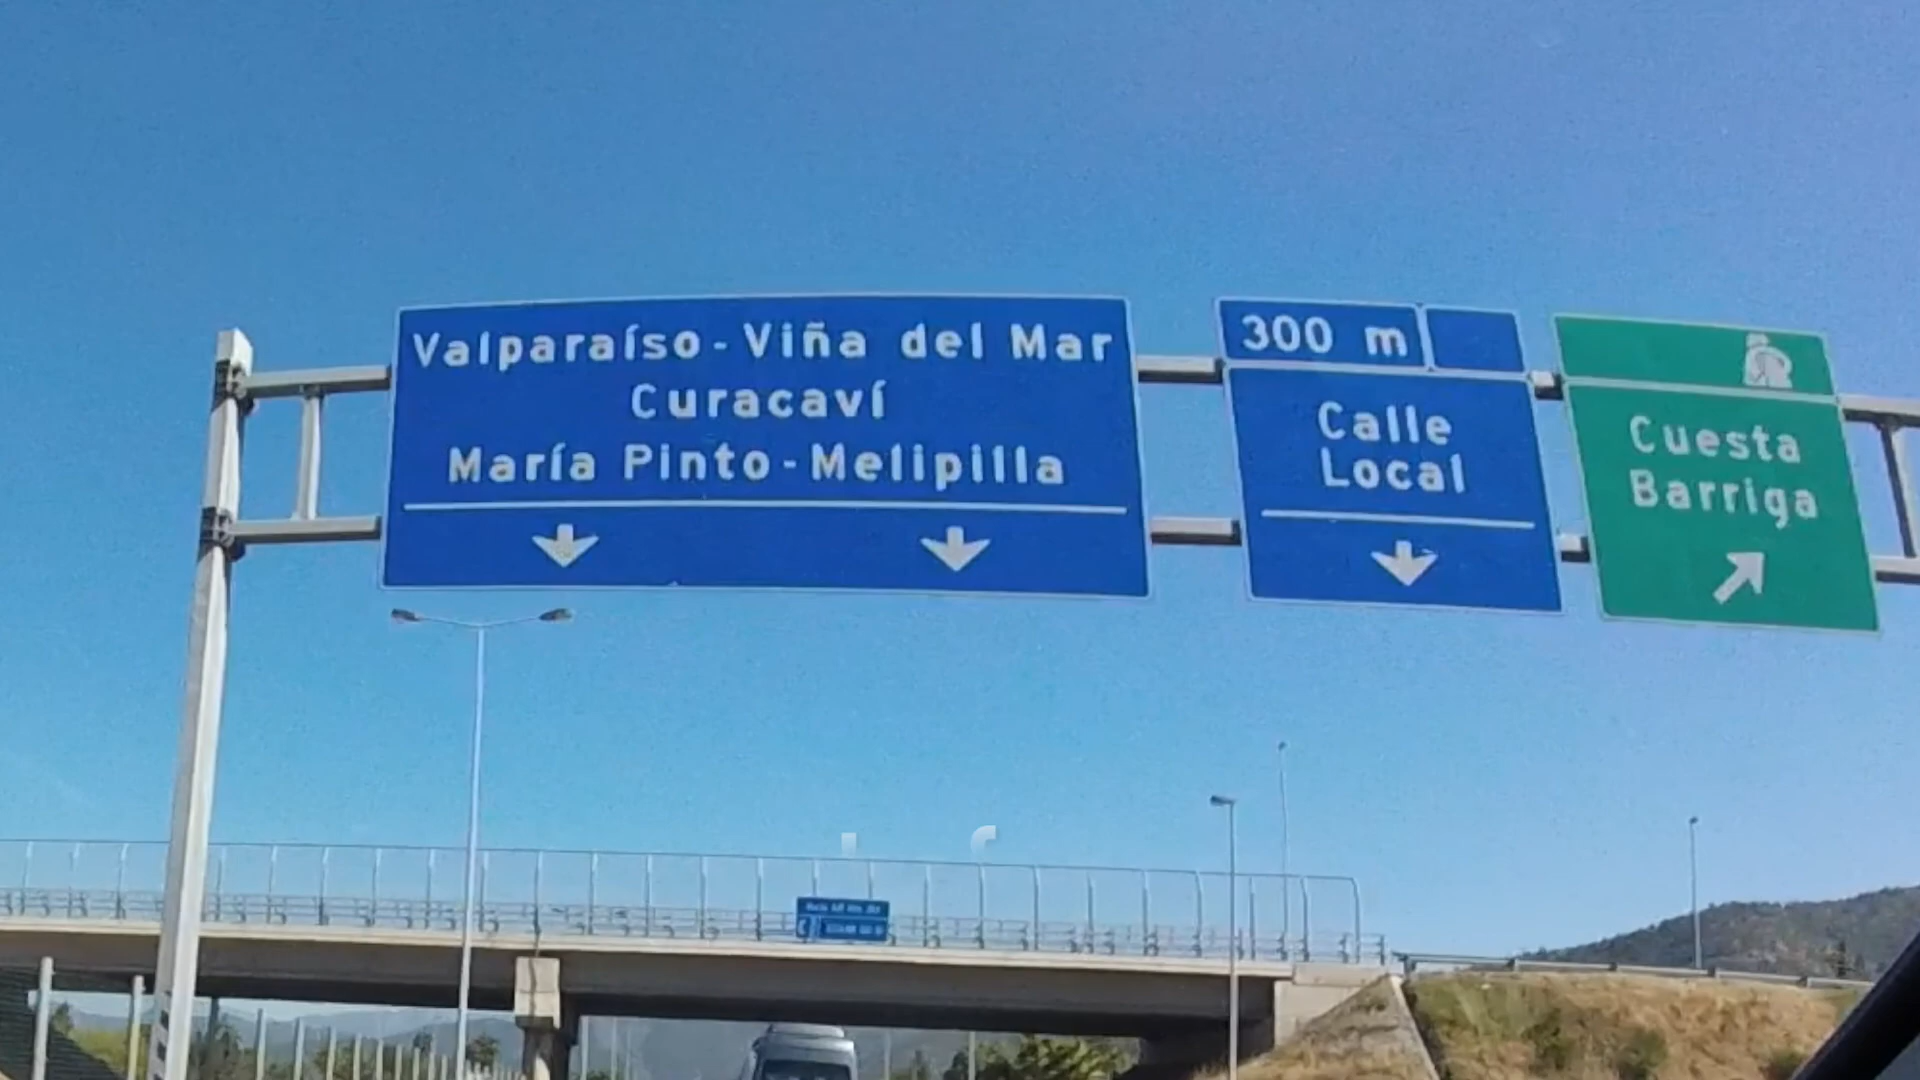 Valparaíso - Viña del Mar
Curacaví
María Pinto - Melipilla
300 m
Calle
Local
Cuesta
Barriga